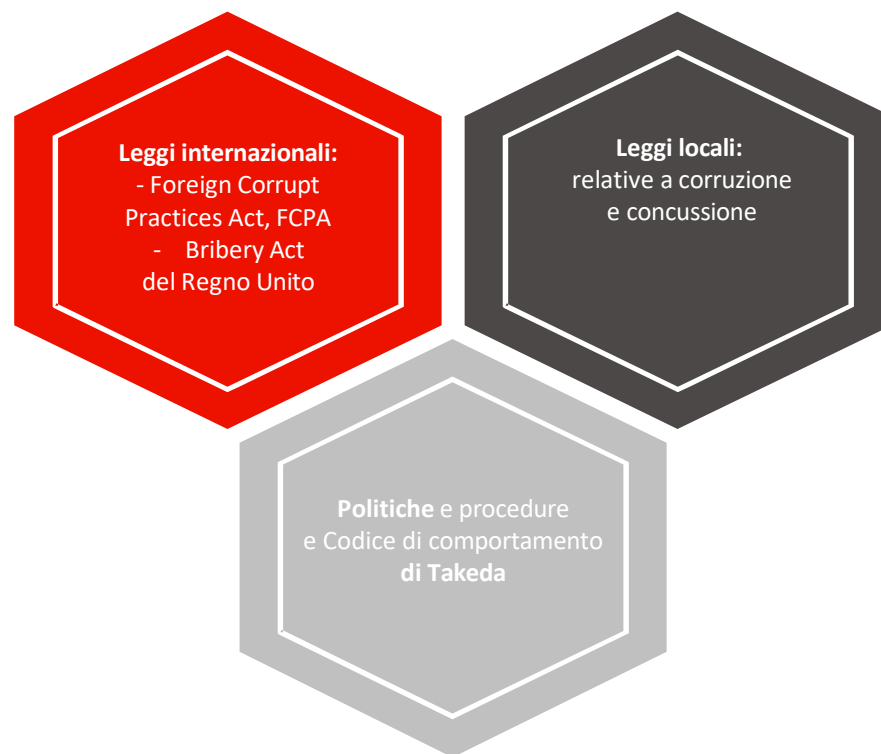 Leggi internazionali:
- Foreign Corrupt
Practices Act, FCPA
- Bribery Act
del Regno Unito
Leggi locali:
relative a corruzione
e concussione
Politiche e procedure
e Codice di comportamento
di Takeda